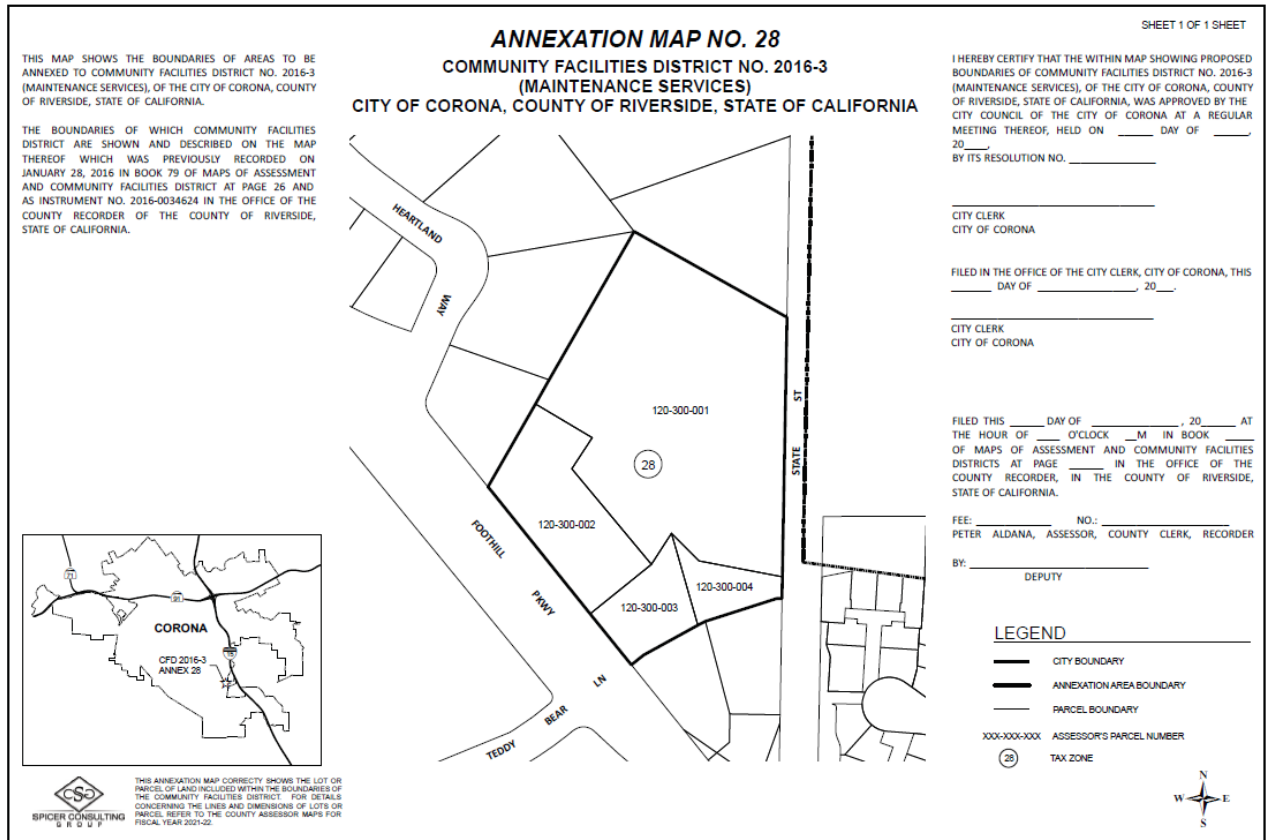 SHEET 1 OF 1 SHEET
ANNEXATION MAP NO. 28
COMMUNITY FACILITIES DISTRICT NO. 2016-3
(MAINTENANCE SERVICES)
CITY OF CORONA, COUNTY OF RIVERSIDE, STATE OF CALIFORNIA
THIS MAP SHOWS THE BOUNDARIES OF AREAS TO BE
ANNEXED TO COMMUNITY FACILITIES DISTRICT NO. 2016-3
(MAINTENANCE SERVICES), OF THE CITY OF CORONA, COUNTY
OF RIVERSIDE, STATE OF CALIFORNIA.
THE BOUNDARIES OF WHICH COMMUNITY FACILITIES
DISTRICT ARE SHOWN AND DESCRIBED ON THE MAP
THEREOF WHICH WAS PREVIOUSLY RECORDED ON
JANUARY 28, 2016 IN BOOK 79 OF MAPS OF ASSESSMENT
AND COMMUNITY FACILITIES DISTRICT AT PAGE 26 AND
AS INSTRUMENT NO. 2016-0034624 IN THE OFFICE OF THE
COUNTY RECORDER OF THE COUNTY OF RIVERSIDE,
STATE OF CALIFORNIA.
HEARTLAND
WAY
120-300-001
28
STATE ST
120-300-002
FOOTHILL
PKWY
120-300-003
120-300-004
TEDDY BEAR LN
71
91
CORONA
15
CFD 2016-3
ANNEX 28
SPICER CONSULTING
GROUP
THIS ANNEXATION MAP CORRECTY SHOWS THE LOT OR
PARCEL OF LAND INCLUDED WITHIN THE BOUNDARIES OF
THE COMMUNITY FACILITIES DISTRICT. FOR DETAILS
CONCERNING THE LINES AND DIMENSIONS OF LOTS OR
PARCEL REFER TO THE COUNTY ASSESSOR MAPS FOR
FISCAL YEAR 2021-22.
I HEREBY CERTIFY THAT THE WITHIN MAP SHOWING PROPOSED
BOUNDARIES OF COMMUNITY FACILITIES DISTRICT NO. 2016-3
(MAINTENANCE SERVICES), OF THE CITY OF CORONA, COUNTY
OF RIVERSIDE, STATE OF CALIFORNIA, WAS APPROVED BY THE
CITY COUNCIL OF THE CITY OF CORONA AT A REGULAR
MEETING THEREOF, HELD ON _____ DAY OF _____,
20___,
BY ITS RESOLUTION NO. _____________
CITY CLERK
CITY OF CORONA
FILED IN THE OFFICE OF THE CITY CLERK, CITY OF CORONA, THIS
______ DAY OF _______________, 20___.
CITY CLERK
CITY OF CORONA
FILED THIS _____ DAY OF _____________, 20_____ AT
THE HOUR OF ___ O'CLOCK __M IN BOOK ____
OF MAPS OF ASSESSMENT AND COMMUNITY FACILITIES
DISTRICTS AT PAGE _____ IN THE OFFICE OF THE
COUNTY RECORDER, IN THE COUNTY OF RIVERSIDE,
STATE OF CALIFORNIA.
FEE: ___________ NO.: ___________________
PETER ALDANA, ASSESSOR, COUNTY CLERK, RECORDER
BY: ___________________________
DEPUTY
LEGEND
CITY BOUNDARY
ANNEXATION AREA BOUNDARY
PARCEL BOUNDARY
XXX-XXX-XXX ASSESSOR'S PARCEL NUMBER
28 TAX ZONE
N
W E
S